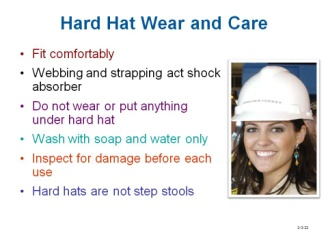 Hard Hat Wear and Care
• Fit comfortably
• Webbing and strapping act shock
absorber
• Do not wear or put anything
under hard hat
• Wash with soap and water only
• Inspect for damage before each
use
• Hard hats are not step stools